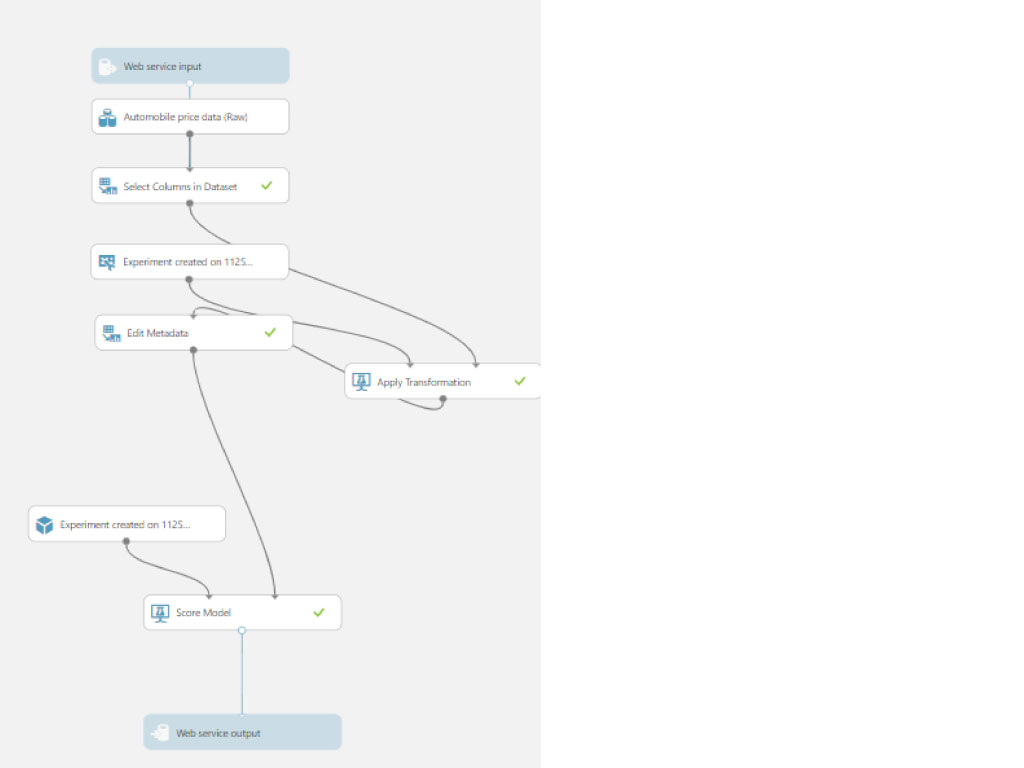 Web service input
Automobile price data (Raw)
Select Columns in Dataset
Experiment created on 1125...
Edit Metadata
Apply Transformation
Experiment created on 1125...
Score Model
Web service output